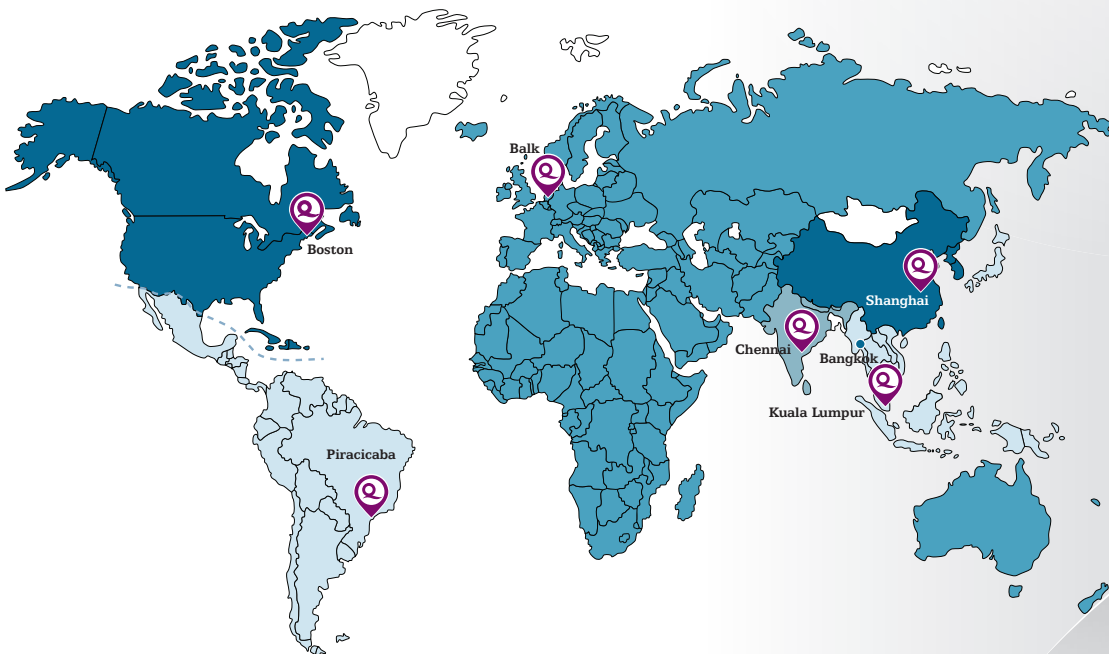 Balk
Boston
Shanghai
Chennai
Bangkok
Kuala Lumpur
Piracicaba